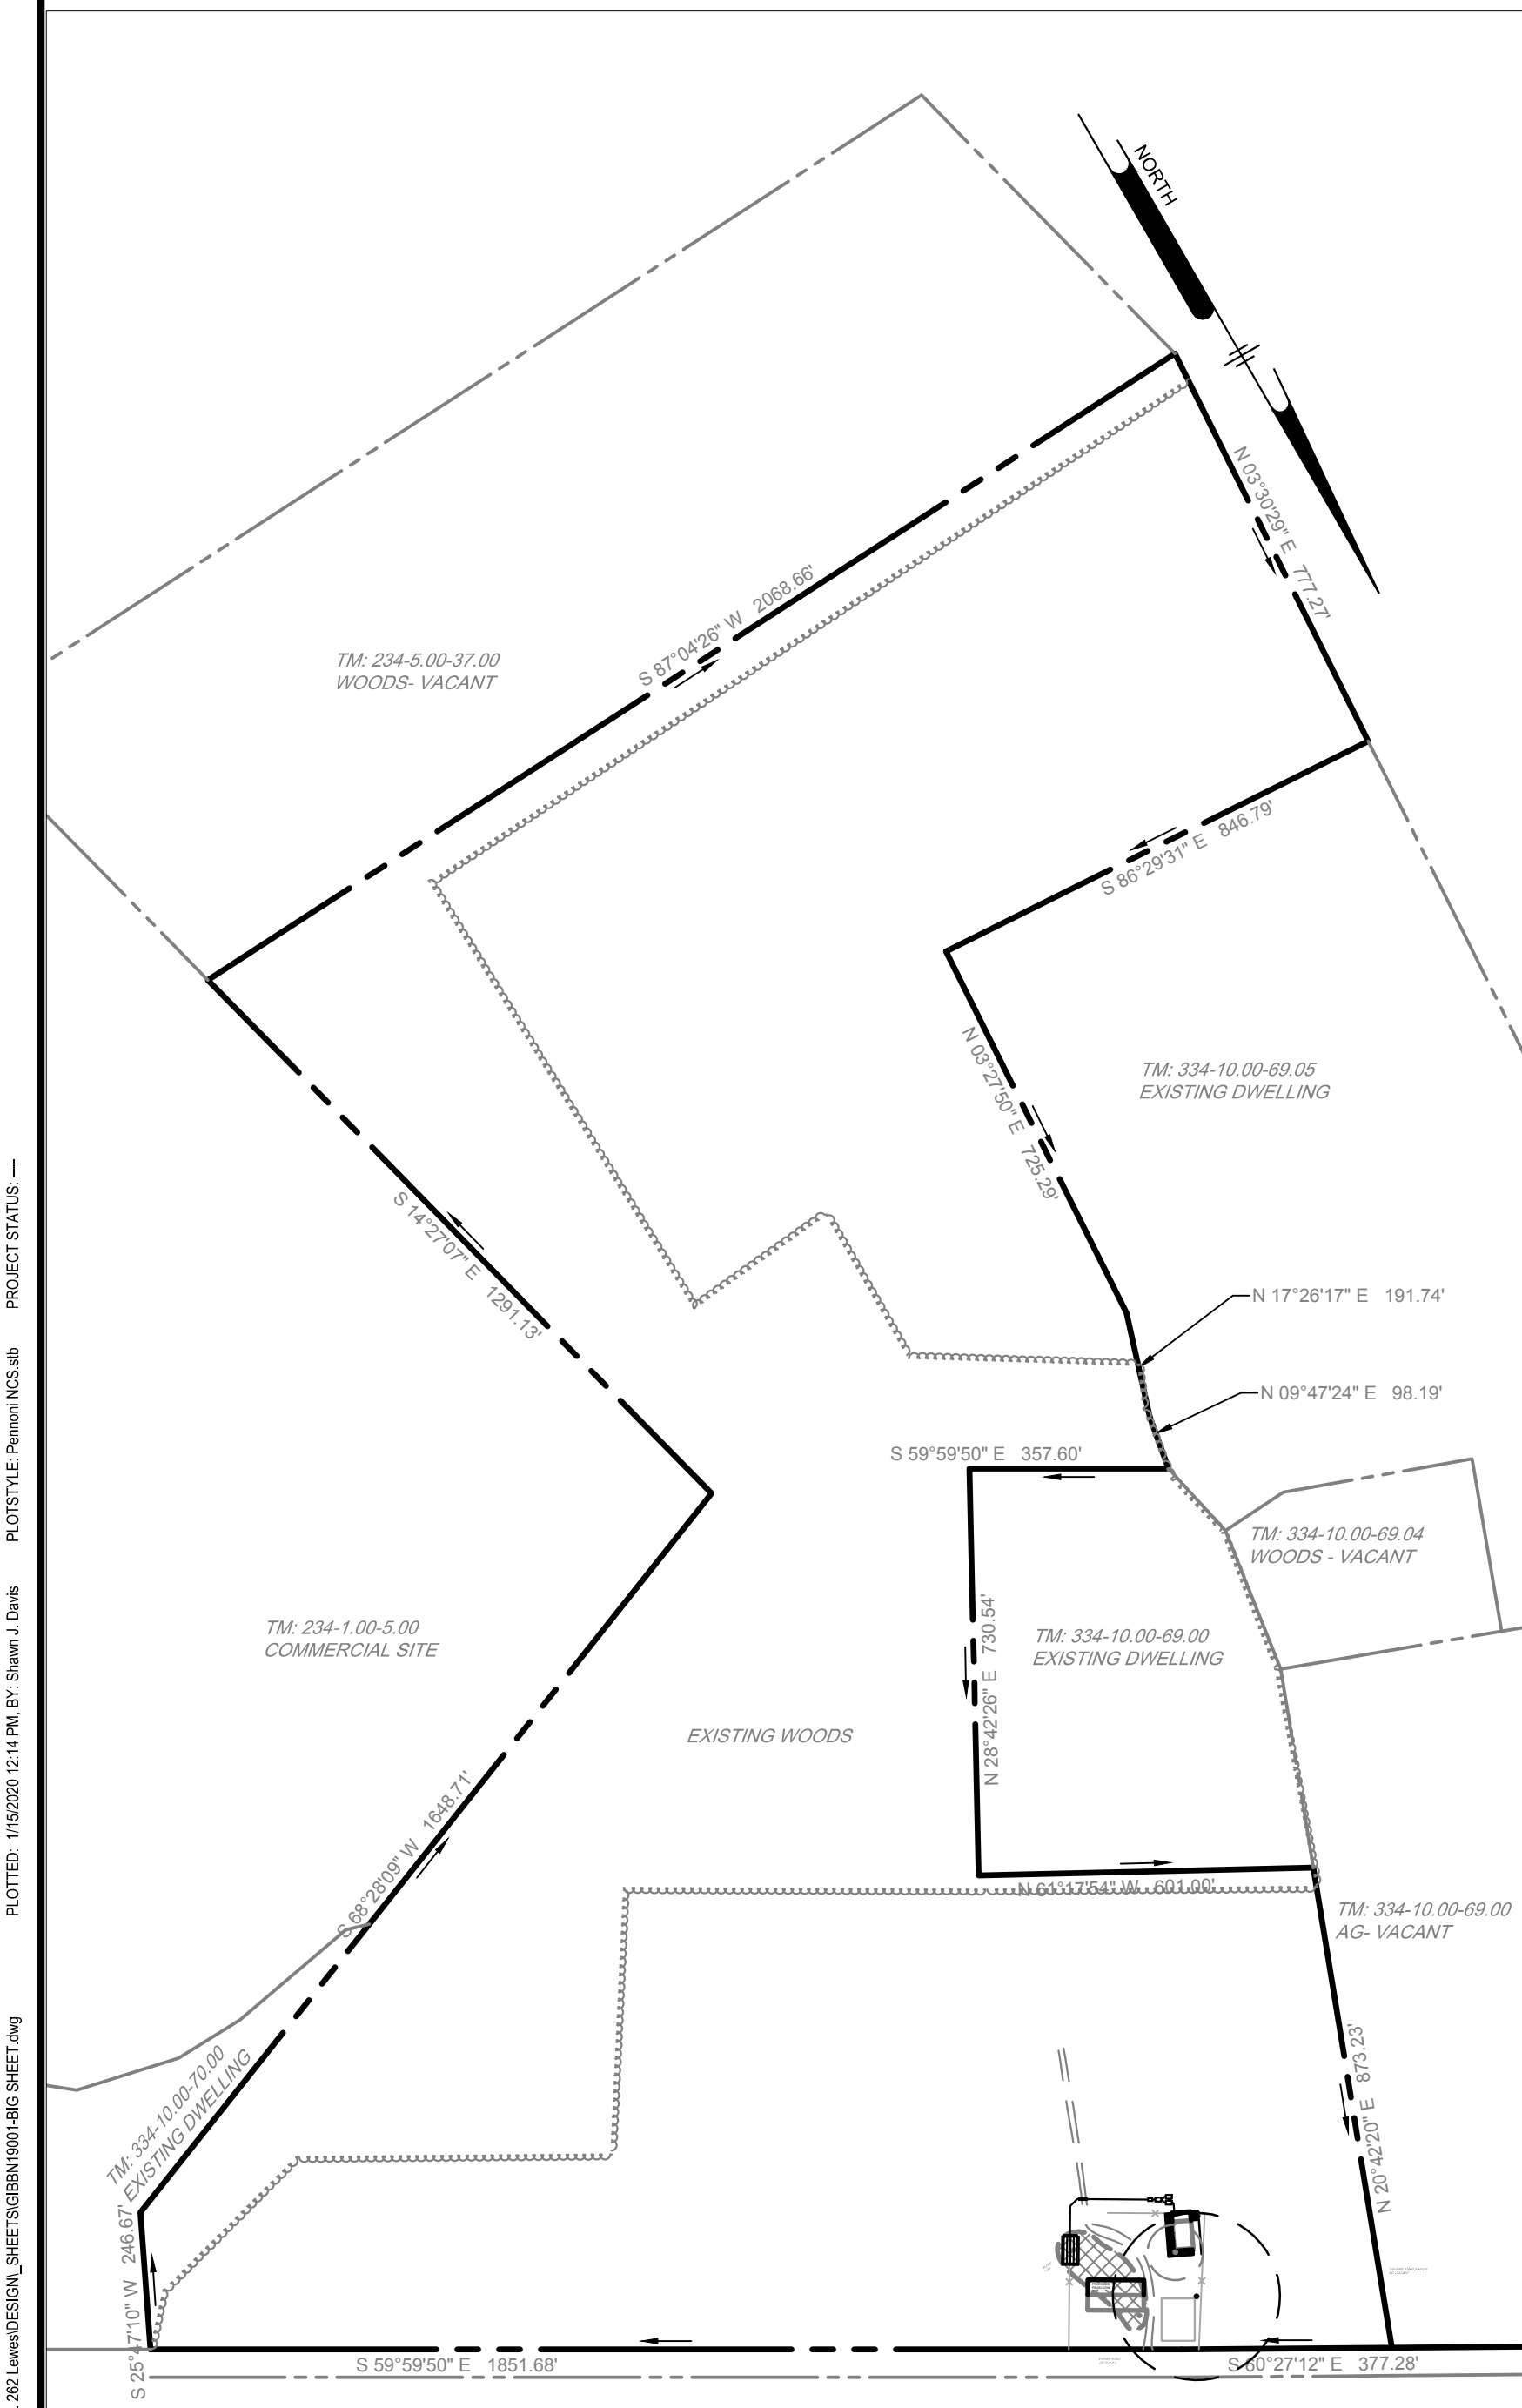 NORTH
N 03°30'29" E   777.27'
S 87°04'26" W   2068.66'
TM: 234-5.00-37.00
WOODS- VACANT
S 86°29'31" E   846.79'
N 03°27'50" E   725.29'
TM: 334-10.00-69.05
EXISTING DWELLING
S 14°27'07" E   1291.13'
N 17°26'17" E   191.74'
N 09°47'24" E   98.19'
S 59°59'50" E   357.60'
TM: 334-10.00-69.04
WOODS - VACANT
TM: 234-1.00-5.00
COMMERCIAL SITE
N 28°42'26" E   730.54'
TM: 334-10.00-69.00
EXISTING DWELLING
EXISTING WOODS
S 68°28'09" W   1648.71'
N 61°17'54" W   601.00'
TM: 334-10.00-69.00
AG- VACANT
TM: 334-10.00-70.00
EXISTING DWELLING
N 20°42'20" E   873.23'
S 25°47'10" W   246.67'
S 59°59'50" E   1851.68'
S 60°27'12" E   377.28'
262 Lewes\DESIGN\_SHEETS\GIBBN19001-BIG SHEET.dwg
PLOTTED: 1/15/2020 12:14 PM, BY: Shawn J. Davis
PLOTSTYLE: Pennoni NCS.stb
PROJECT STATUS: ----